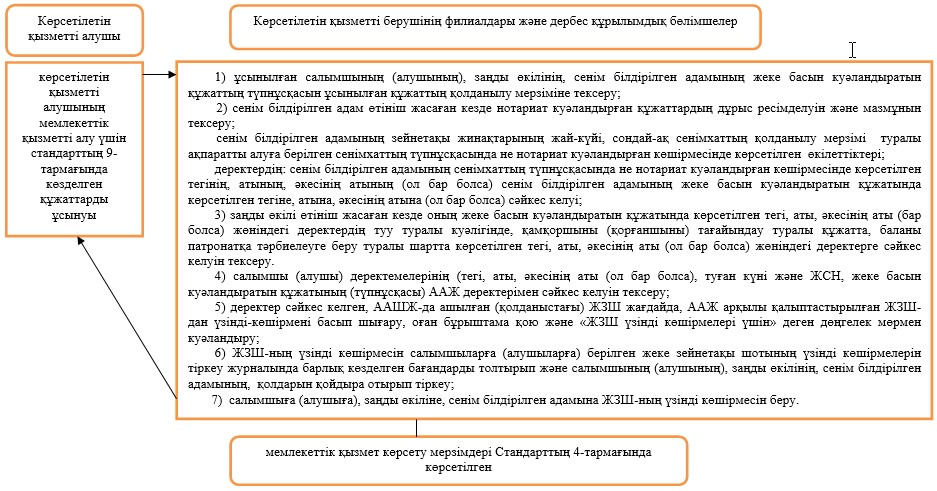 Көрсетілетін
қызметті алушы
Көрсетілетін қызметті берушінің филиалдары және дербес құрылымдық бөлімшелер
көрсетілетін
қызметті
алушының
мемлекеттік
қызметті алу үшін
стандарттың 9-
тармағында
көзделген
құжаттарды
ұсынуы
1) ұсынылған салымшының (алушының), заңды өкілінің, сенім білдірілген адамының жеке басын куәландыратын
құжаттың түпнұсқасын ұсынылған құжаттың қолданылу мерзіміне тексеру;
2) сенім білдірілген адам өтініш жасаған кезде нотариат куәландырған құжаттардың дұрыс ресімделуін және мазмұнын
тексеру;
сенім білдірілген адамының зейнетақы жинақтарының жай-күйі, сондай-ақ сенімхаттың қолданылу мерзімі туралы
ақпаратты алуға берілген сенімхаттың түпнұсқасында не нотариат куәландырған көшірмесінде көрсетілген өкілеттіктері;
деректердің: сенім білдірілген адамының сенімхаттың түпнұсқасында не нотариат куәландырған көшірмесінде көрсетілген
тегінің, атының, әкесінің атының (ол бар болса) сенім білдірілген адамының жеке басын куәландыратын құжатында
көрсетілген тегіне, атына, әкесінің атына (ол бар болса) сәйкес келуі;
3) заңды өкілі өтініш жасаған кезде оның жеке басын куәландыратын құжатында көрсетілген тегі, аты, әкесінің аты (бар
болса) жөніндегі деректердің туу туралы куәлігінде, қамқоршыны (қорғаншыны) тағайындау туралы құжатта, баланы
патронатқа тәрбиелеуге беру туралы шартта көрсетілген тегі, аты, әкесінің аты (ол бар болса) жөніндегі деректерге сәйкес
келуін тексеру.
4) салымшы (алушы) деректемелерінің (тегі, аты, әкесінің аты (ол бар болса), туған күні және ЖСН, жеке басын
куәландыратын құжатының (түпнұсқасы) ААЖ деректерімен сәйкес келуін тексеру;
5) деректер сәйкес келген, ААШЖ-да ашылған (қолданыстағы) ЖЗШ жағдайда, ААЖ арқылы қалыптастырылған ЖЗШ-
дан үзінді-көшірмені басып шығару, оған бұрыштама қою және «ЖЗШ үзінді көшірмелері үшін» деген дөңгелек мөрмен
куәландыру;
6) ЖЗШ-ның үзінді көшірмесін салымшыларға (алушыларға) берілген жеке зейнетақы шотының үзінді көшірмелерін
тіркеу журналында барлық көзделген бағандарды толтырып және салымшының (алушының), заңды өкілінің, сенім білдірілген
адамының, қолдарын қойдыра отырып тіркеу;
7) салымшыға (алушыға), заңды өкіліне, сенім білдірілген адамына ЖЗШ-ның үзінді көшірмесін беру.
мемлекеттік қызмет көрсету мерзімдері Стандарттың 4-тармағында
көрсетілген